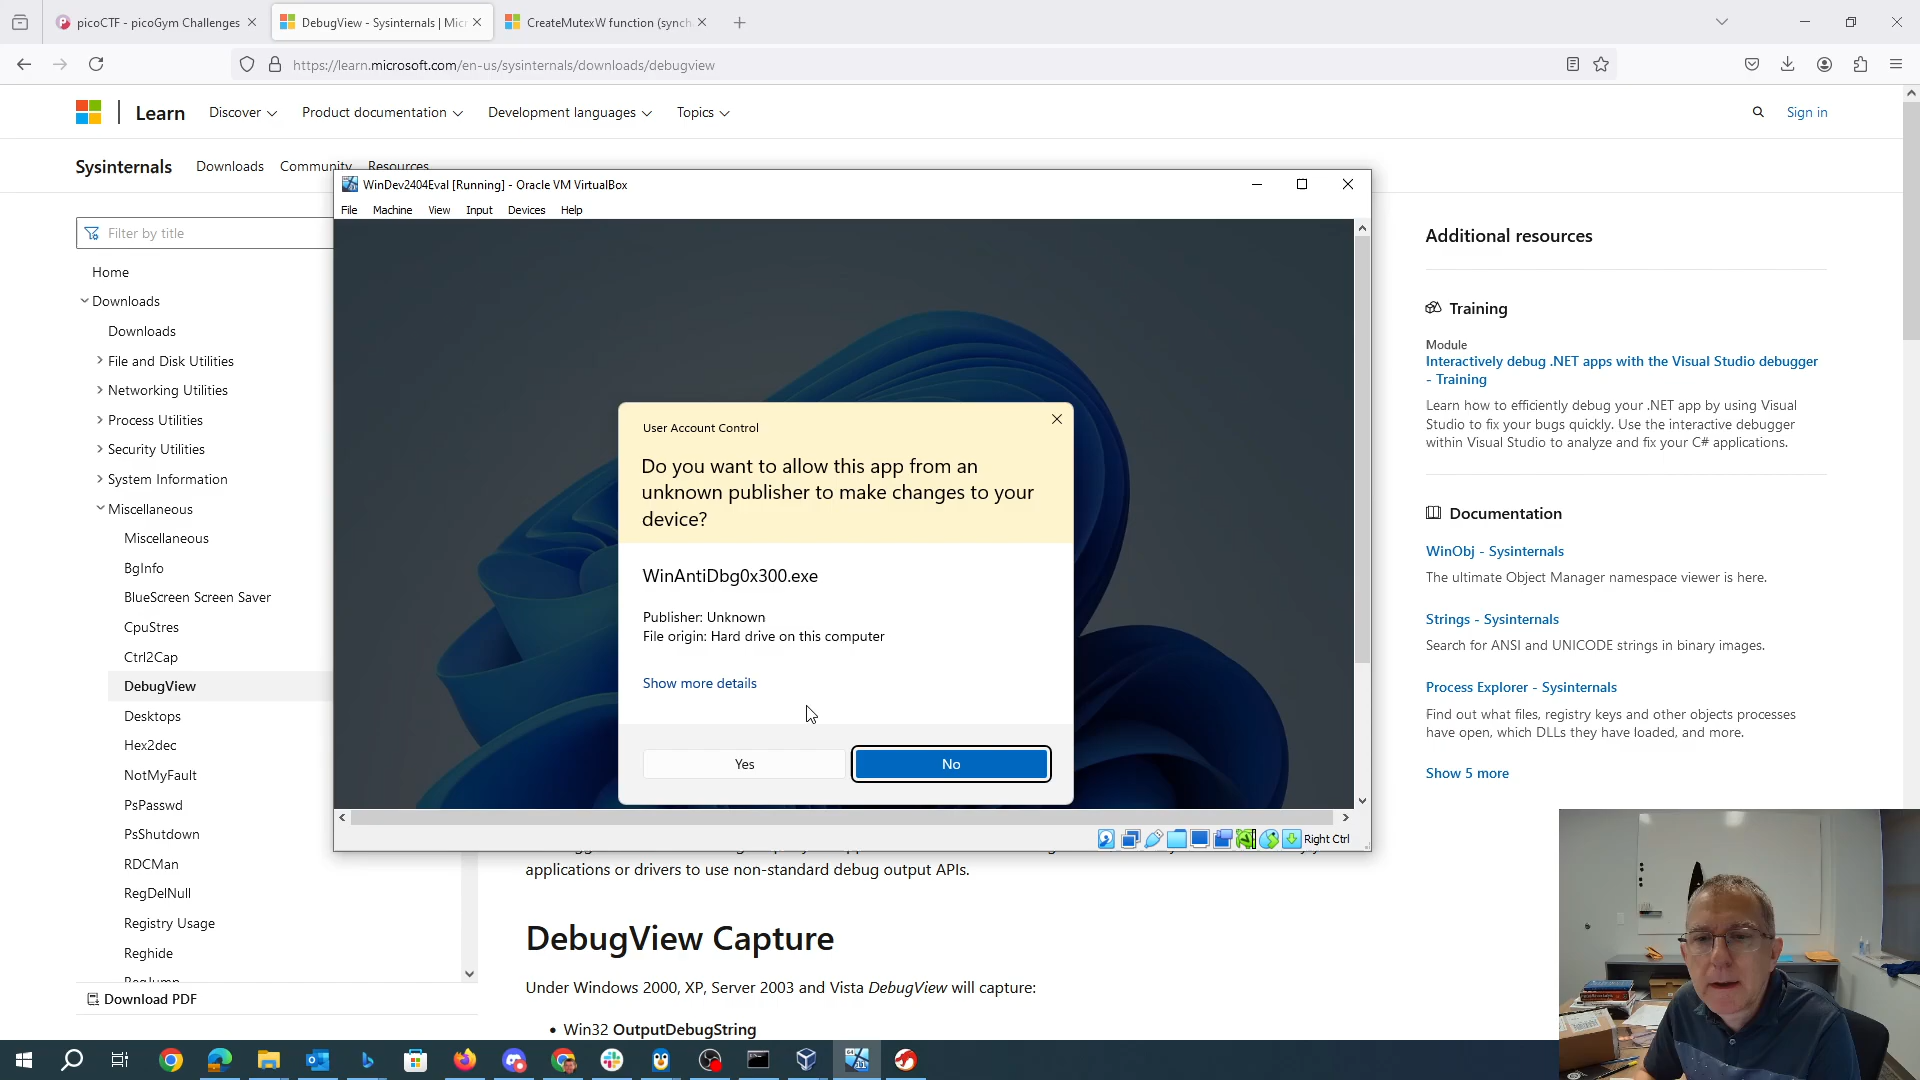 picoCTF - picoGym Challenges
DebugView - Sysinternals | Mic
CreateMutexW function (synch
https://learn.microsoft.com/en-us/sysinternals/downloads/debugview
Learn
Discover
Product documentation
Development languages
Topics
Sign in
Sysinternals
Downloads
Community
Resources
Filter by title
Home
Downloads
Downloads
File and Disk Utilities
Networking Utilities
Process Utilities
Security Utilities
System Information
Miscellaneous
Miscellaneous
BgInfo
BlueScreen Screen Saver
CpuStres
Ctrl2Cap
DebugView
Desktops
Hex2dec
NotMyFault
PsPasswd
PsShutdown
RDCMan
RegDelNull
Registry Usage
Reghide
RegJump
Download PDF
WinDev2404Eval [Running] - Oracle VM VirtualBox
File
Machine
View
Input
Devices
Help
User Account Control
Do you want to allow this app from an
unknown publisher to make changes to your
device?
WinAntiDbg0x300.exe
Publisher: Unknown
File origin: Hard drive on this computer
Show more details
Yes
No
Right Ctrl
applications or drivers to use non-standard debug output APIs.
DebugView Capture
Under Windows 2000, XP, Server 2003 and Vista DebugView will capture:
• Win32 OutputDebugString
Additional resources
Training
Module
Interactively debug .NET apps with the Visual Studio debugger
- Training
Learn how to efficiently debug your .NET app by using Visual
Studio to fix your bugs quickly. Use the interactive debugger
within Visual Studio to analyze and fix your C# applications.
Documentation
WinObj - Sysinternals
The ultimate Object Manager namespace viewer is here.
Strings - Sysinternals
Search for ANSI and UNICODE strings in binary images.
Process Explorer - Sysinternals
Find out what files, registry keys and other objects processes
have open, which DLLs they have loaded, and more.
Show 5 more